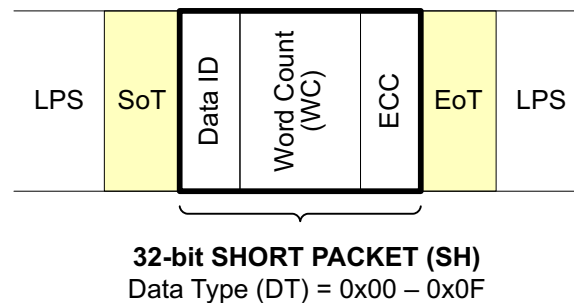 LPS
SoT
Data ID
Word Count
(WC)
ECC
EoT
LPS
32-bit SHORT PACKET (SH)
Data Type (DT) = 0x00 – 0x0F